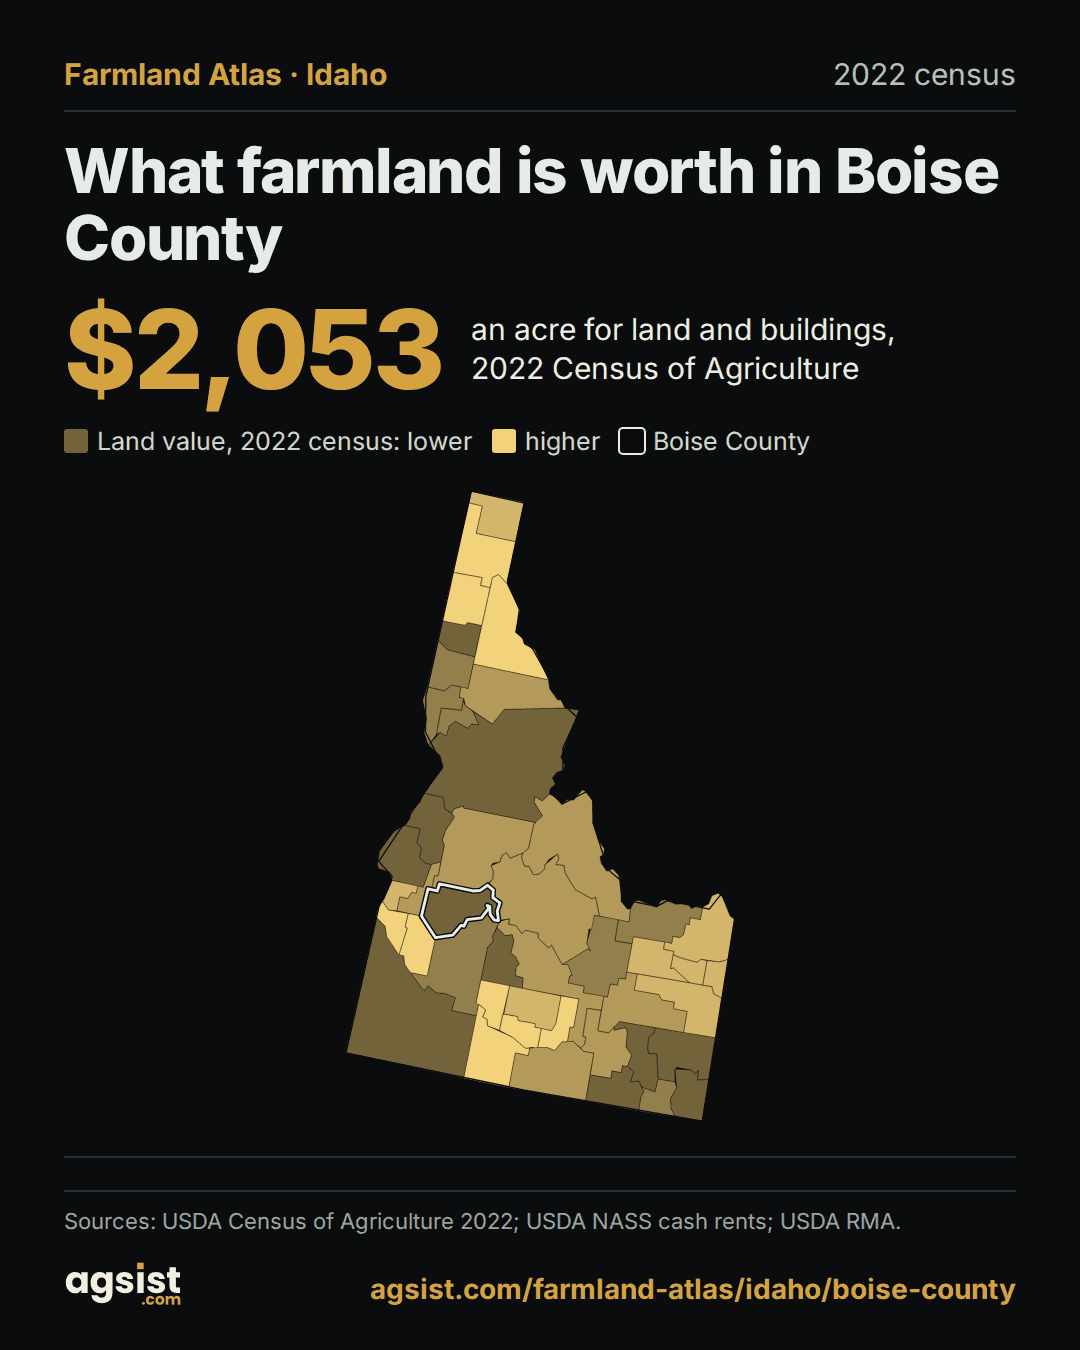 Farmland Atlas · Idaho
2022 census
What farmland is worth in Boise
County
$2,053
an acre for land and buildings,
2022 Census of Agriculture
Land value, 2022 census: lower
higher
Boise County
Sources: USDA Census of Agriculture 2022; USDA NASS cash rents; USDA RMA.
agsist
.com
agsist.com/farmland-atlas/idaho/boise-county